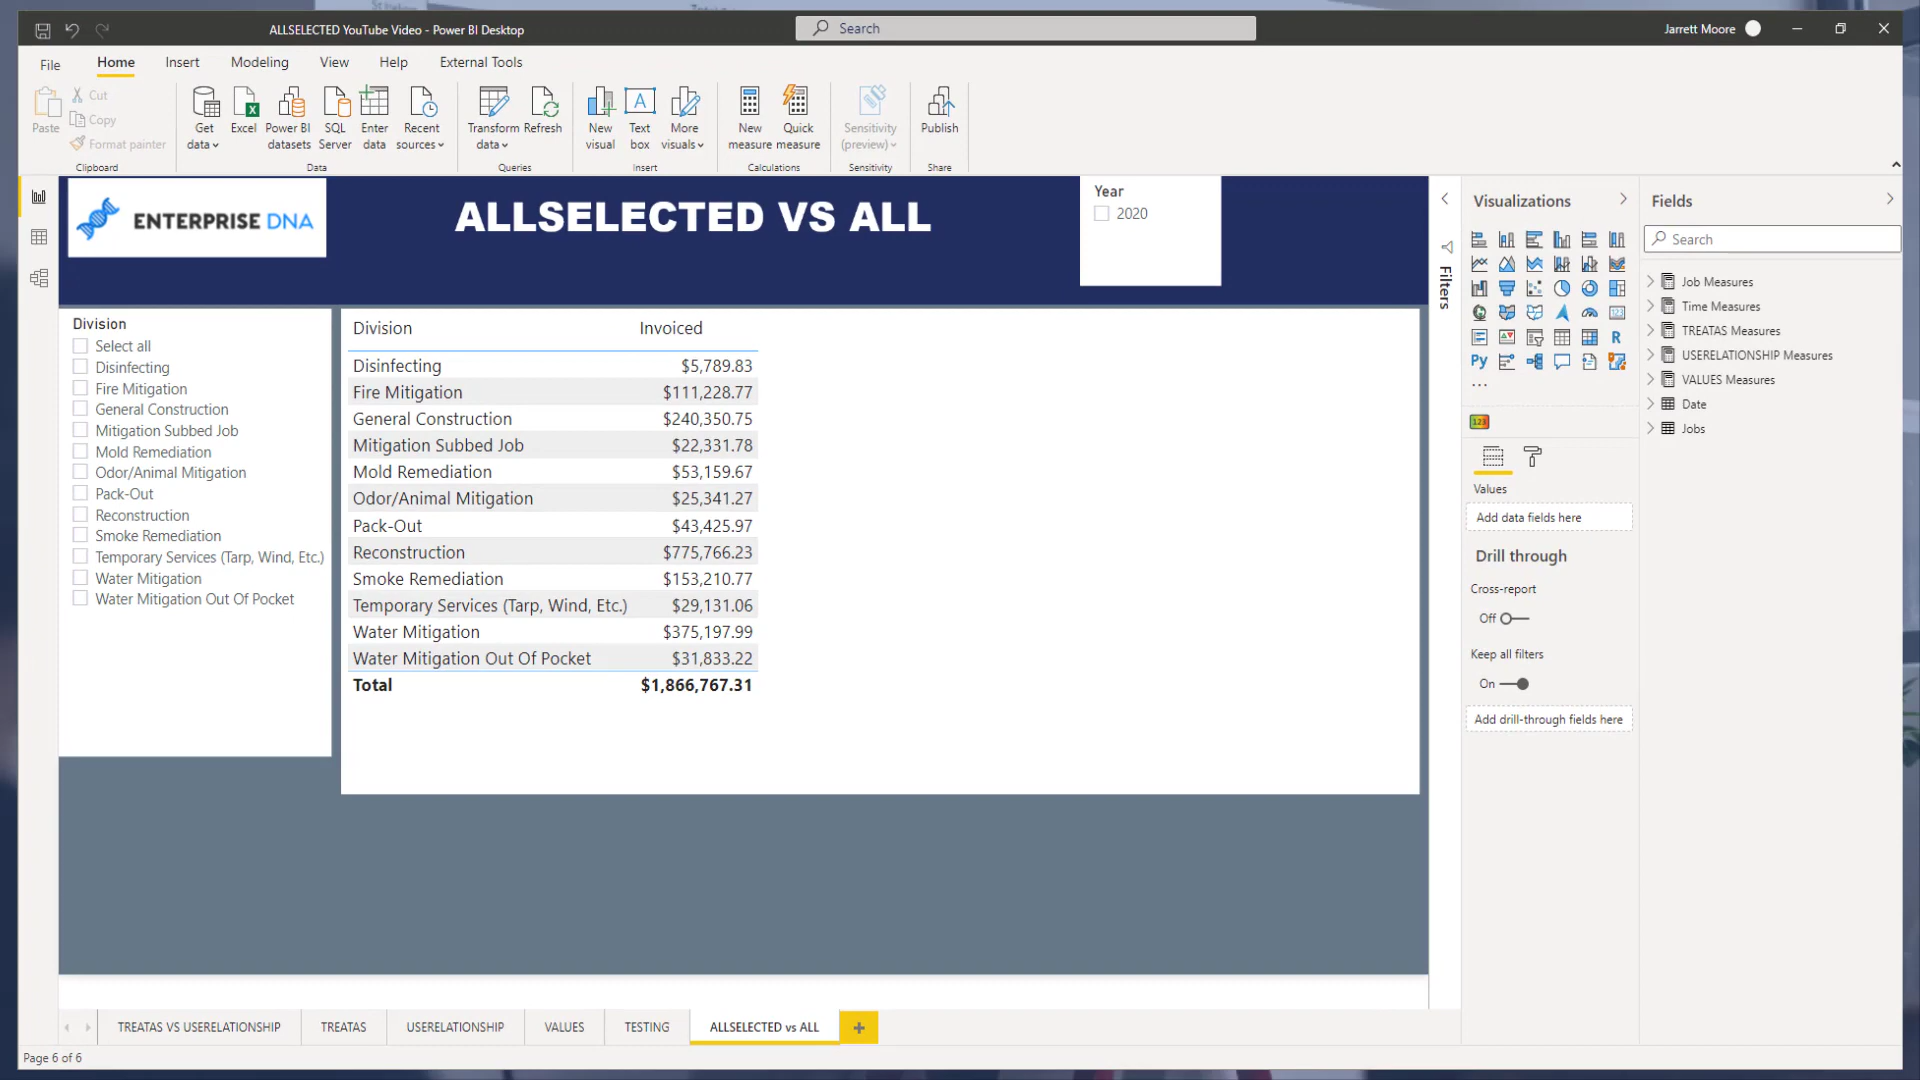 ALLSELECTED YouTube Video - Power BI Desktop
Search
Jarrett Moore
File
Home
Insert
Modeling
View
Help
External Tools
Paste
Cut
Copy
Format painter
Clipboard
Get data
Excel
Power BI datasets
SQL Server
Enter data
Recent sources
Data
Transform data
Refresh
Queries
New visual
Text box
More visuals
Insert
New measure
Quick measure
Calculations
Sensitivity (preview)
Sensitivity
Publish
Share
ENTERPRISE DNA
ALLSELECTED VS ALL
Year
2020
Division
Select all
Disinfecting
Fire Mitigation
General Construction
Mitigation Subbed Job
Mold Remediation
Odor/Animal Mitigation
Pack-Out
Reconstruction
Smoke Remediation
Temporary Services (Tarp, Wind, Etc.)
Water Mitigation
Water Mitigation Out Of Pocket
Division Invoiced
Disinfecting $5,789.83
Fire Mitigation $111,228.77
General Construction $240,350.75
Mitigation Subbed Job $22,331.78
Mold Remediation $53,159.67
Odor/Animal Mitigation $25,341.27
Pack-Out $43,425.97
Reconstruction $775,766.23
Smoke Remediation $153,210.77
Temporary Services (Tarp, Wind, Etc.) $29,131.06
Water Mitigation $375,197.99
Water Mitigation Out Of Pocket $31,833.22
Total $1,866,767.31
Filters
Visualizations
R
Py
123
Values
Add data fields here
Drill through
Cross-report
Off
Keep all filters
On
Add drill-through fields here
Fields
Search
Job Measures
Time Measures
TREATAS Measures
USERELATIONSHIP Measures
VALUES Measures
Date
Jobs
TREATAS VS USERELATIONSHIP
TREATAS
USERELATIONSHIP
VALUES
TESTING
ALLSELECTED vs ALL
Page 6 of 6